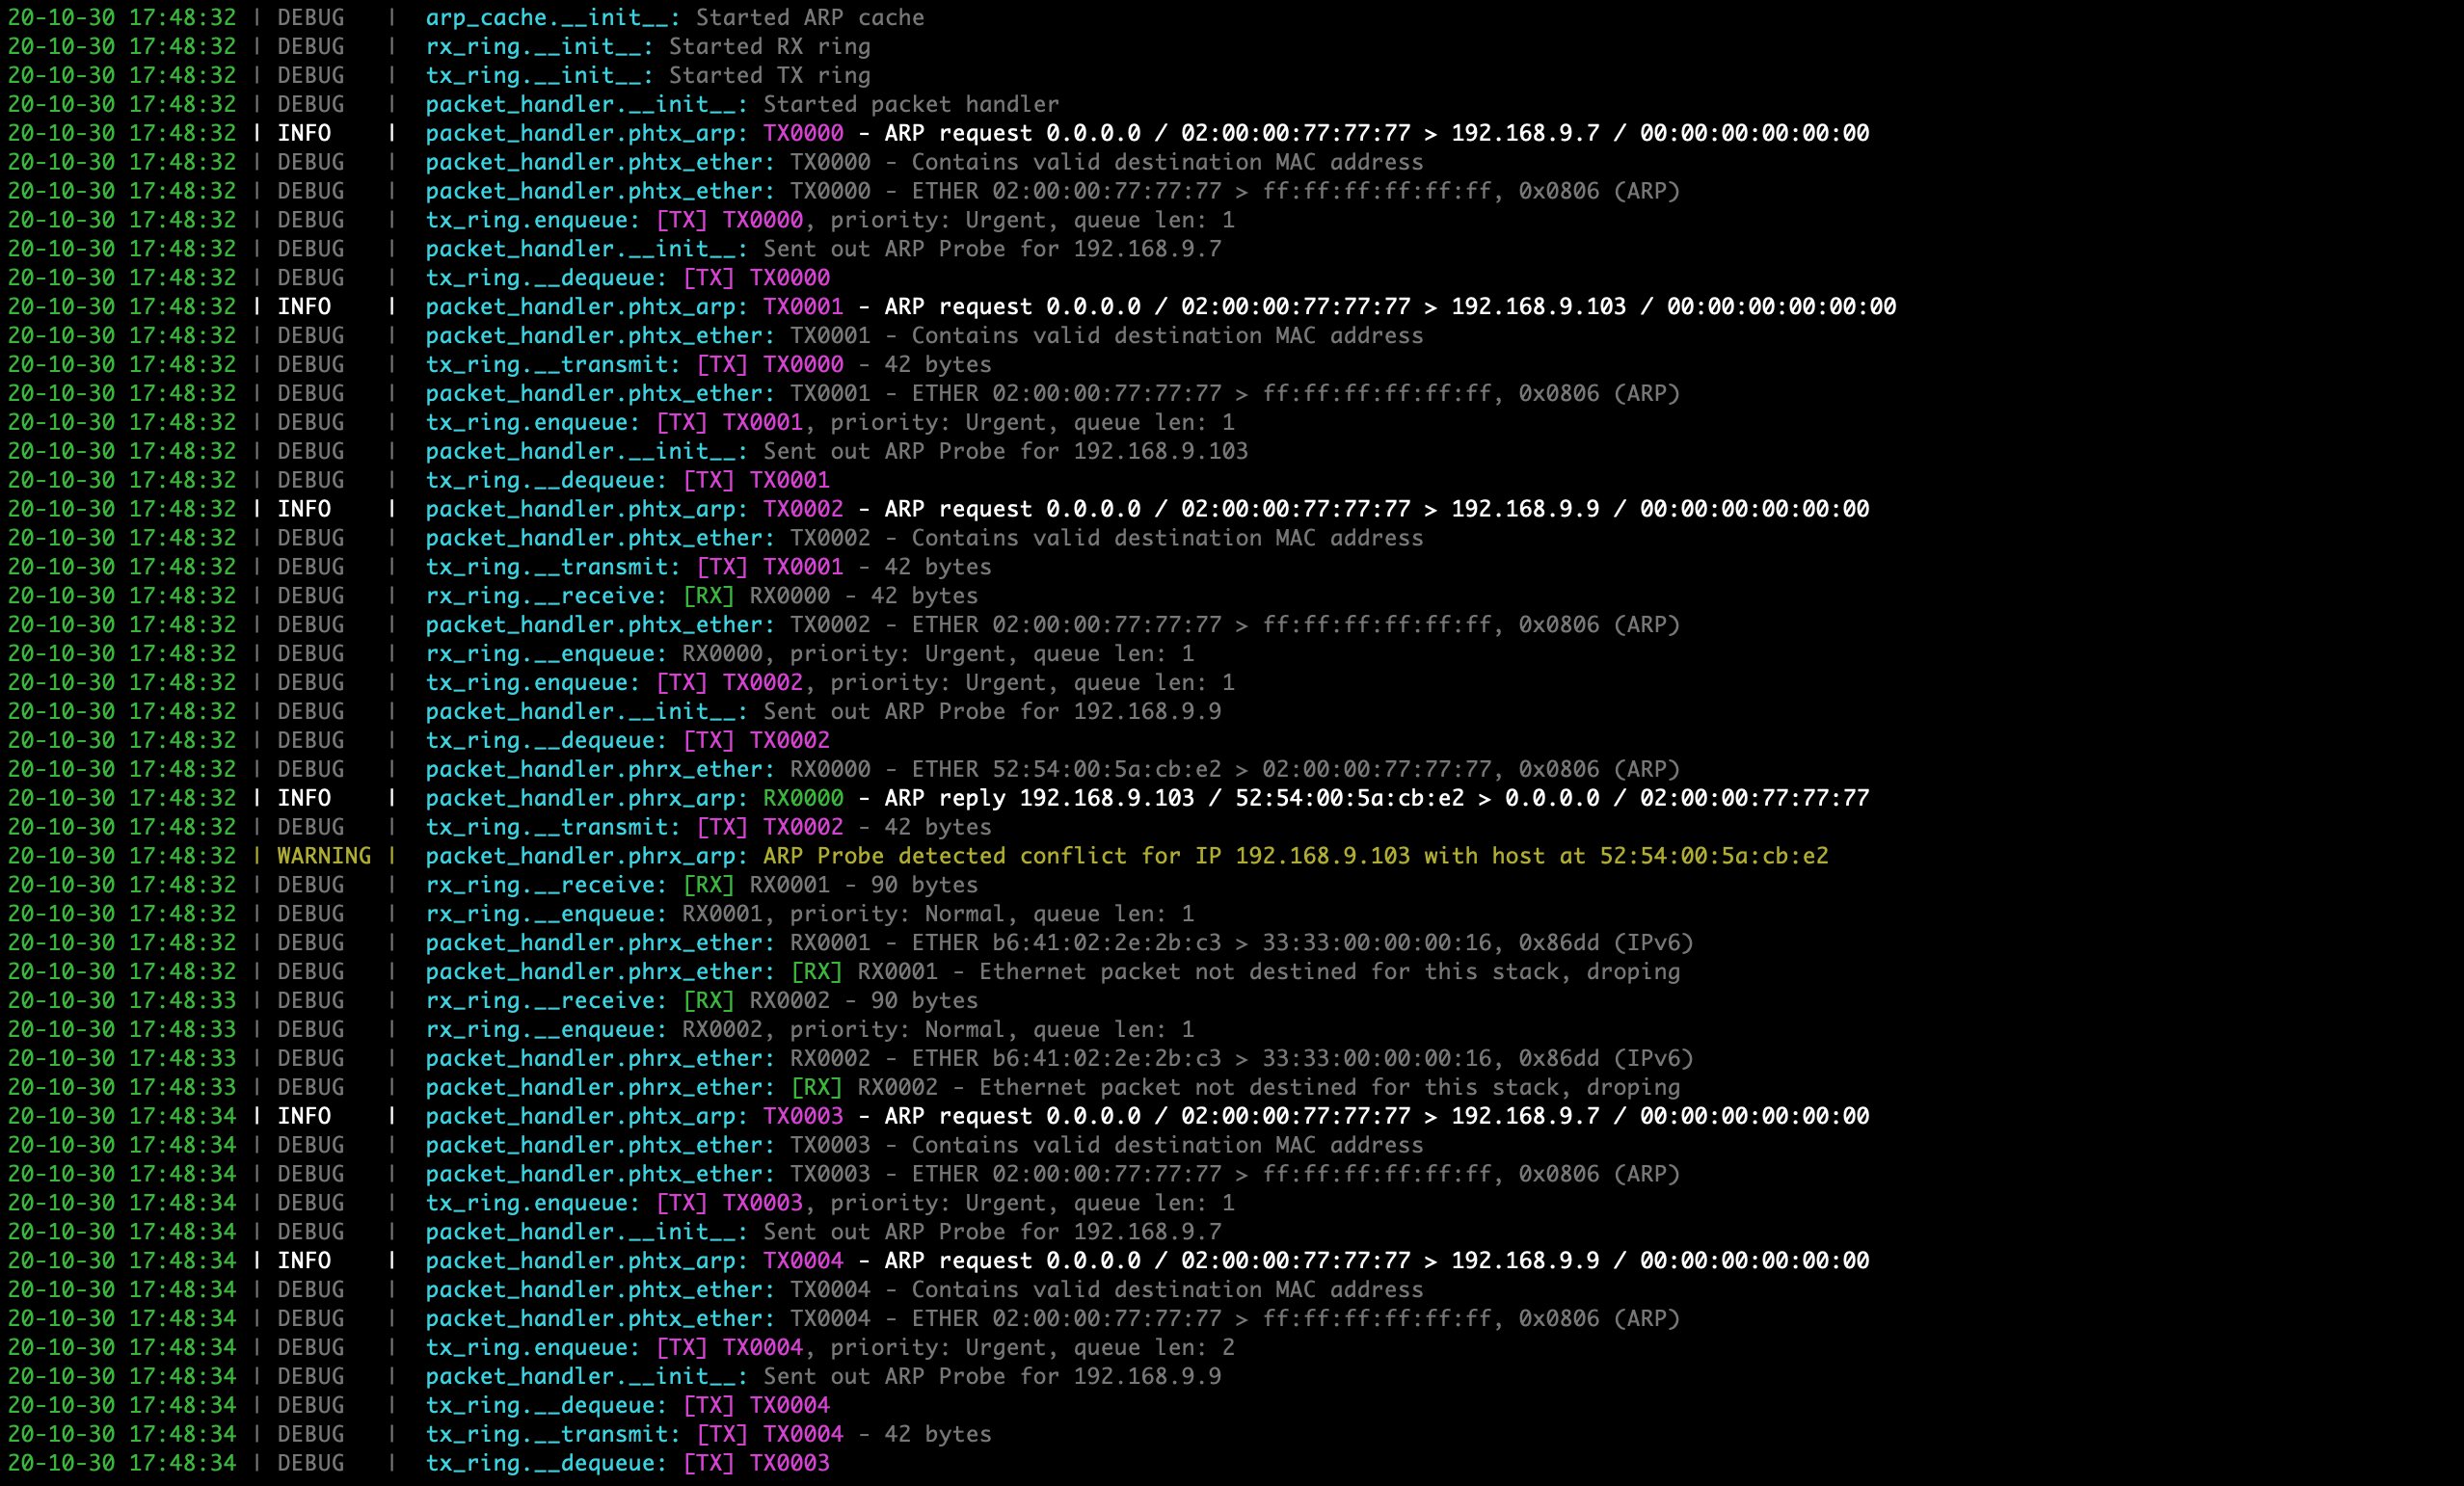 20-10-30 17:48:32 | DEBUG   |  arp_cache.__init__: Started ARP cache
20-10-30 17:48:32 | DEBUG   |  rx_ring.__init__: Started RX ring
20-10-30 17:48:32 | DEBUG   |  tx_ring.__init__: Started TX ring
20-10-30 17:48:32 | DEBUG   |  packet_handler.__init__: Started packet handler
20-10-30 17:48:32 | INFO    |  packet_handler.phtx_arp: TX0000 - ARP request 0.0.0.0 / 02:00:00:77:77:77 > 192.168.9.7 / 00:00:00:00:00:00
20-10-30 17:48:32 | DEBUG   |  packet_handler.phtx_ether: TX0000 - Contains valid destination MAC address
20-10-30 17:48:32 | DEBUG   |  packet_handler.phtx_ether: TX0000 - ETHER 02:00:00:77:77:77 > ff:ff:ff:ff:ff:ff, 0x0806 (ARP)
20-10-30 17:48:32 | DEBUG   |  tx_ring.enqueue: [TX] TX0000, priority: Urgent, queue len: 1
20-10-30 17:48:32 | DEBUG   |  packet_handler.__init__: Sent out ARP Probe for 192.168.9.7
20-10-30 17:48:32 | DEBUG   |  tx_ring.__dequeue: [TX] TX0000
20-10-30 17:48:32 | INFO    |  packet_handler.phtx_arp: TX0001 - ARP request 0.0.0.0 / 02:00:00:77:77:77 > 192.168.9.103 / 00:00:00:00:00:00
20-10-30 17:48:32 | DEBUG   |  packet_handler.phtx_ether: TX0001 - Contains valid destination MAC address
20-10-30 17:48:32 | DEBUG   |  tx_ring.__transmit: [TX] TX0000 - 42 bytes
20-10-30 17:48:32 | DEBUG   |  packet_handler.phtx_ether: TX0001 - ETHER 02:00:00:77:77:77 > ff:ff:ff:ff:ff:ff, 0x0806 (ARP)
20-10-30 17:48:32 | DEBUG   |  tx_ring.enqueue: [TX] TX0001, priority: Urgent, queue len: 1
20-10-30 17:48:32 | DEBUG   |  packet_handler.__init__: Sent out ARP Probe for 192.168.9.103
20-10-30 17:48:32 | DEBUG   |  tx_ring.__dequeue: [TX] TX0001
20-10-30 17:48:32 | INFO    |  packet_handler.phtx_arp: TX0002 - ARP request 0.0.0.0 / 02:00:00:77:77:77 > 192.168.9.9 / 00:00:00:00:00:00
20-10-30 17:48:32 | DEBUG   |  packet_handler.phtx_ether: TX0002 - Contains valid destination MAC address
20-10-30 17:48:32 | DEBUG   |  tx_ring.__transmit: [TX] TX0001 - 42 bytes
20-10-30 17:48:32 | DEBUG   |  rx_ring.__receive: [RX] RX0000 - 42 bytes
20-10-30 17:48:32 | DEBUG   |  packet_handler.phtx_ether: TX0002 - ETHER 02:00:00:77:77:77 > ff:ff:ff:ff:ff:ff, 0x0806 (ARP)
20-10-30 17:48:32 | DEBUG   |  rx_ring.__enqueue: RX0000, priority: Urgent, queue len: 1
20-10-30 17:48:32 | DEBUG   |  tx_ring.enqueue: [TX] TX0002, priority: Urgent, queue len: 1
20-10-30 17:48:32 | DEBUG   |  packet_handler.__init__: Sent out ARP Probe for 192.168.9.9
20-10-30 17:48:32 | DEBUG   |  tx_ring.__dequeue: [TX] TX0002
20-10-30 17:48:32 | DEBUG   |  packet_handler.phrx_ether: RX0000 - ETHER 52:54:00:5a:cb:e2 > 02:00:00:77:77:77, 0x0806 (ARP)
20-10-30 17:48:32 | INFO    |  packet_handler.phrx_arp: RX0000 - ARP reply 192.168.9.103 / 52:54:00:5a:cb:e2 > 0.0.0.0 / 02:00:00:77:77:77
20-10-30 17:48:32 | DEBUG   |  tx_ring.__transmit: [TX] TX0002 - 42 bytes
20-10-30 17:48:32 | WARNING |  packet_handler.phrx_arp: ARP Probe detected conflict for IP 192.168.9.103 with host at 52:54:00:5a:cb:e2
20-10-30 17:48:32 | DEBUG   |  rx_ring.__receive: [RX] RX0001 - 90 bytes
20-10-30 17:48:32 | DEBUG   |  rx_ring.__enqueue: RX0001, priority: Normal, queue len: 1
20-10-30 17:48:32 | DEBUG   |  packet_handler.phrx_ether: RX0001 - ETHER b6:41:02:2e:2b:c3 > 33:33:00:00:00:16, 0x86dd (IPv6)
20-10-30 17:48:32 | DEBUG   |  packet_handler.phrx_ether: [RX] RX0001 - Ethernet packet not destined for this stack, droping
20-10-30 17:48:33 | DEBUG   |  rx_ring.__receive: [RX] RX0002 - 90 bytes
20-10-30 17:48:33 | DEBUG   |  rx_ring.__enqueue: RX0002, priority: Normal, queue len: 1
20-10-30 17:48:33 | DEBUG   |  packet_handler.phrx_ether: RX0002 - ETHER b6:41:02:2e:2b:c3 > 33:33:00:00:00:16, 0x86dd (IPv6)
20-10-30 17:48:33 | DEBUG   |  packet_handler.phrx_ether: [RX] RX0002 - Ethernet packet not destined for this stack, droping
20-10-30 17:48:34 | INFO    |  packet_handler.phtx_arp: TX0003 - ARP request 0.0.0.0 / 02:00:00:77:77:77 > 192.168.9.7 / 00:00:00:00:00:00
20-10-30 17:48:34 | DEBUG   |  packet_handler.phtx_ether: TX0003 - Contains valid destination MAC address
20-10-30 17:48:34 | DEBUG   |  packet_handler.phtx_ether: TX0003 - ETHER 02:00:00:77:77:77 > ff:ff:ff:ff:ff:ff, 0x0806 (ARP)
20-10-30 17:48:34 | DEBUG   |  tx_ring.enqueue: [TX] TX0003, priority: Urgent, queue len: 1
20-10-30 17:48:34 | DEBUG   |  packet_handler.__init__: Sent out ARP Probe for 192.168.9.7
20-10-30 17:48:34 | INFO    |  packet_handler.phtx_arp: TX0004 - ARP request 0.0.0.0 / 02:00:00:77:77:77 > 192.168.9.9 / 00:00:00:00:00:00
20-10-30 17:48:34 | DEBUG   |  packet_handler.phtx_ether: TX0004 - Contains valid destination MAC address
20-10-30 17:48:34 | DEBUG   |  packet_handler.phtx_ether: TX0004 - ETHER 02:00:00:77:77:77 > ff:ff:ff:ff:ff:ff, 0x0806 (ARP)
20-10-30 17:48:34 | DEBUG   |  tx_ring.enqueue: [TX] TX0004, priority: Urgent, queue len: 2
20-10-30 17:48:34 | DEBUG   |  packet_handler.__init__: Sent out ARP Probe for 192.168.9.9
20-10-30 17:48:34 | DEBUG   |  tx_ring.__dequeue: [TX] TX0004
20-10-30 17:48:34 | DEBUG   |  tx_ring.__transmit: [TX] TX0004 - 42 bytes
20-10-30 17:48:34 | DEBUG   |  tx_ring.__dequeue: [TX] TX0003